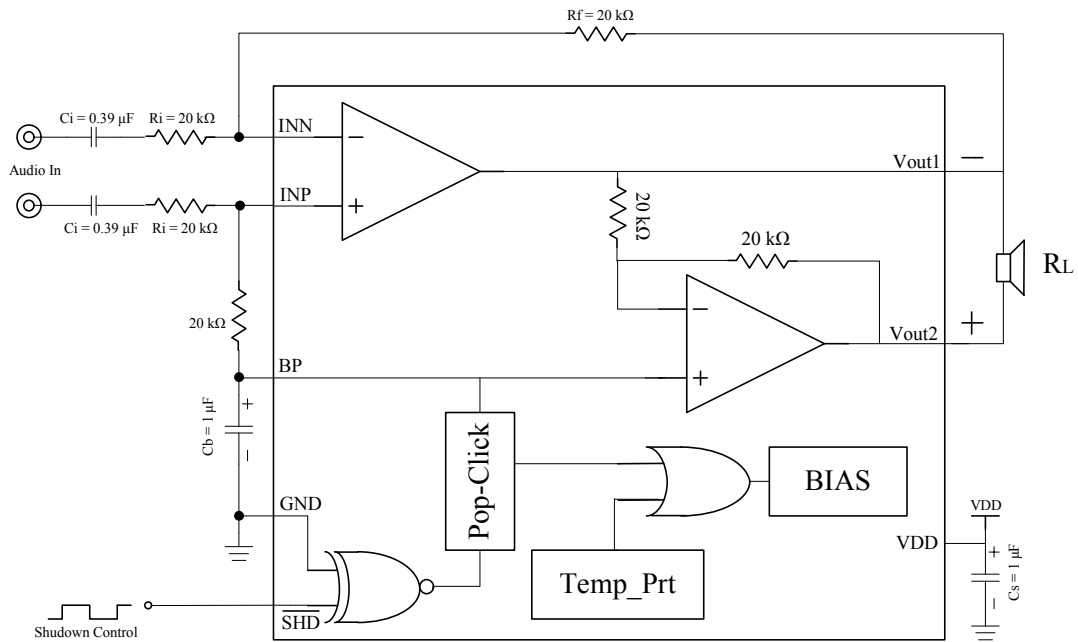 Rf = 20 kΩ
Ci = 0.39 µF
Ri = 20 kΩ
INN
−
Vout1
−
Audio In
INP
+
Ci = 0.39 µF
Ri = 20 kΩ
20 kΩ
20 kΩ
RL
20 kΩ
−
+
Vout2
BP
+
+
Cb = 1 µF
−
Pop-Click
BIAS
GND
VDD
VDD
+
Cs = 1 µF
−
Temp_Prt
SHD
Shudown Control